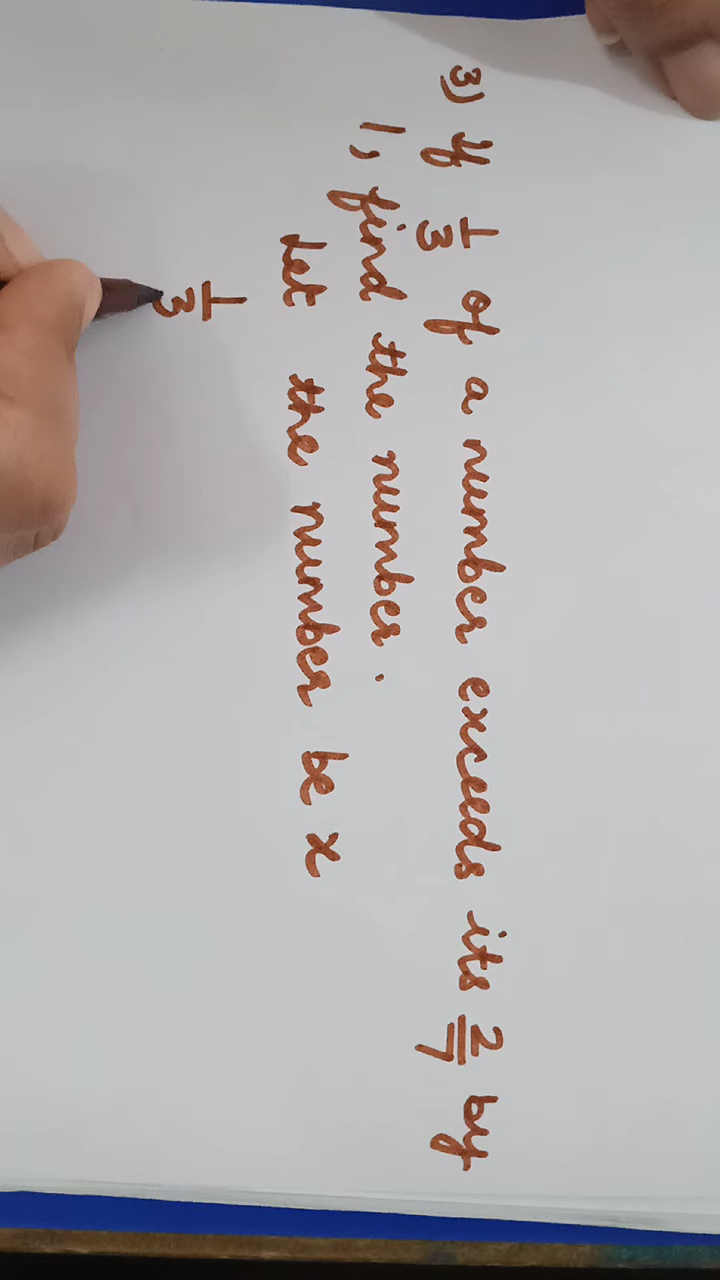 3) If 1/3 of a number exceeds its 2/7 by
1, find the number.
Let the number be x
1/3